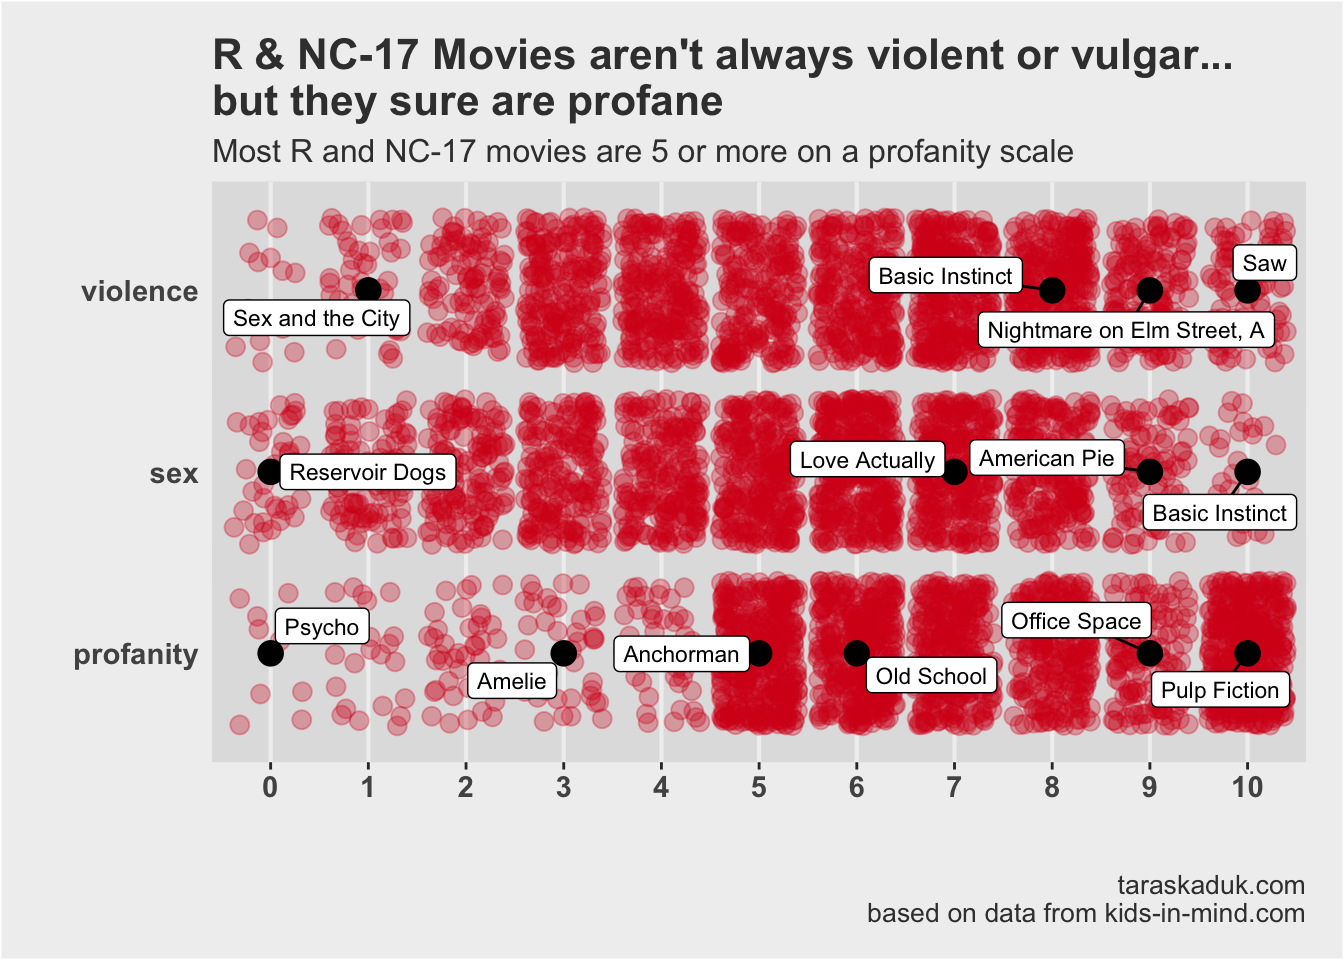 R & NC-17 Movies aren't always violent or vulgar...
but they sure are profane
Most R and NC-17 movies are 5 or more on a profanity scale
violence
Sex and the City
Basic Instinct
Nightmare on Elm Street, A
Saw
sex
Reservoir Dogs
Love Actually
American Pie
Basic Instinct
profanity
Psycho
Amelie
Anchorman
Old School
Office Space
Pulp Fiction
0 1 2 3 4 5 6 7 8 9 10
taraskaduk.com
based on data from kids-in-mind.com